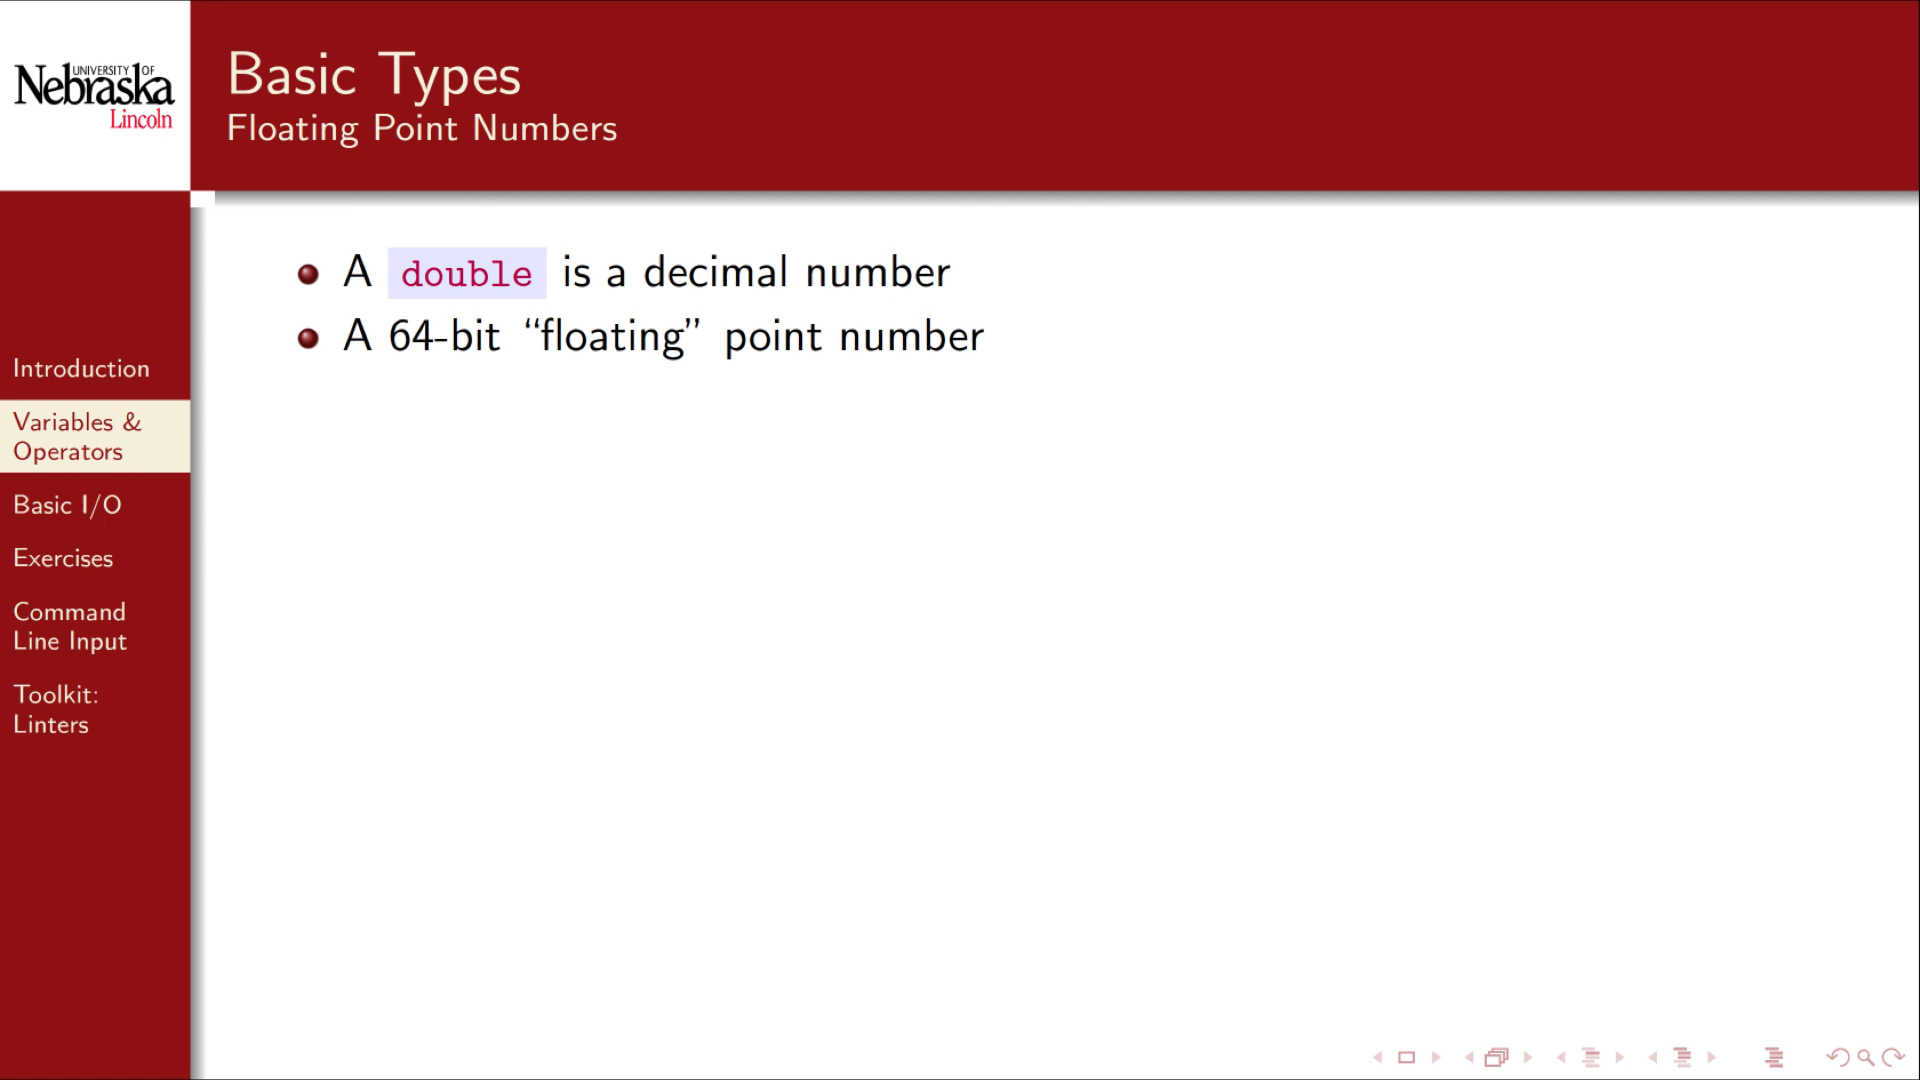 UNIVERSITY OF
Nebraska
Lincoln
Basic Types
Floating Point Numbers
Introduction
Variables &
Operators
Basic I/O
Exercises
Command
Line Input
Toolkit:
Linters
A double is a decimal number
A 64-bit “floating” point number